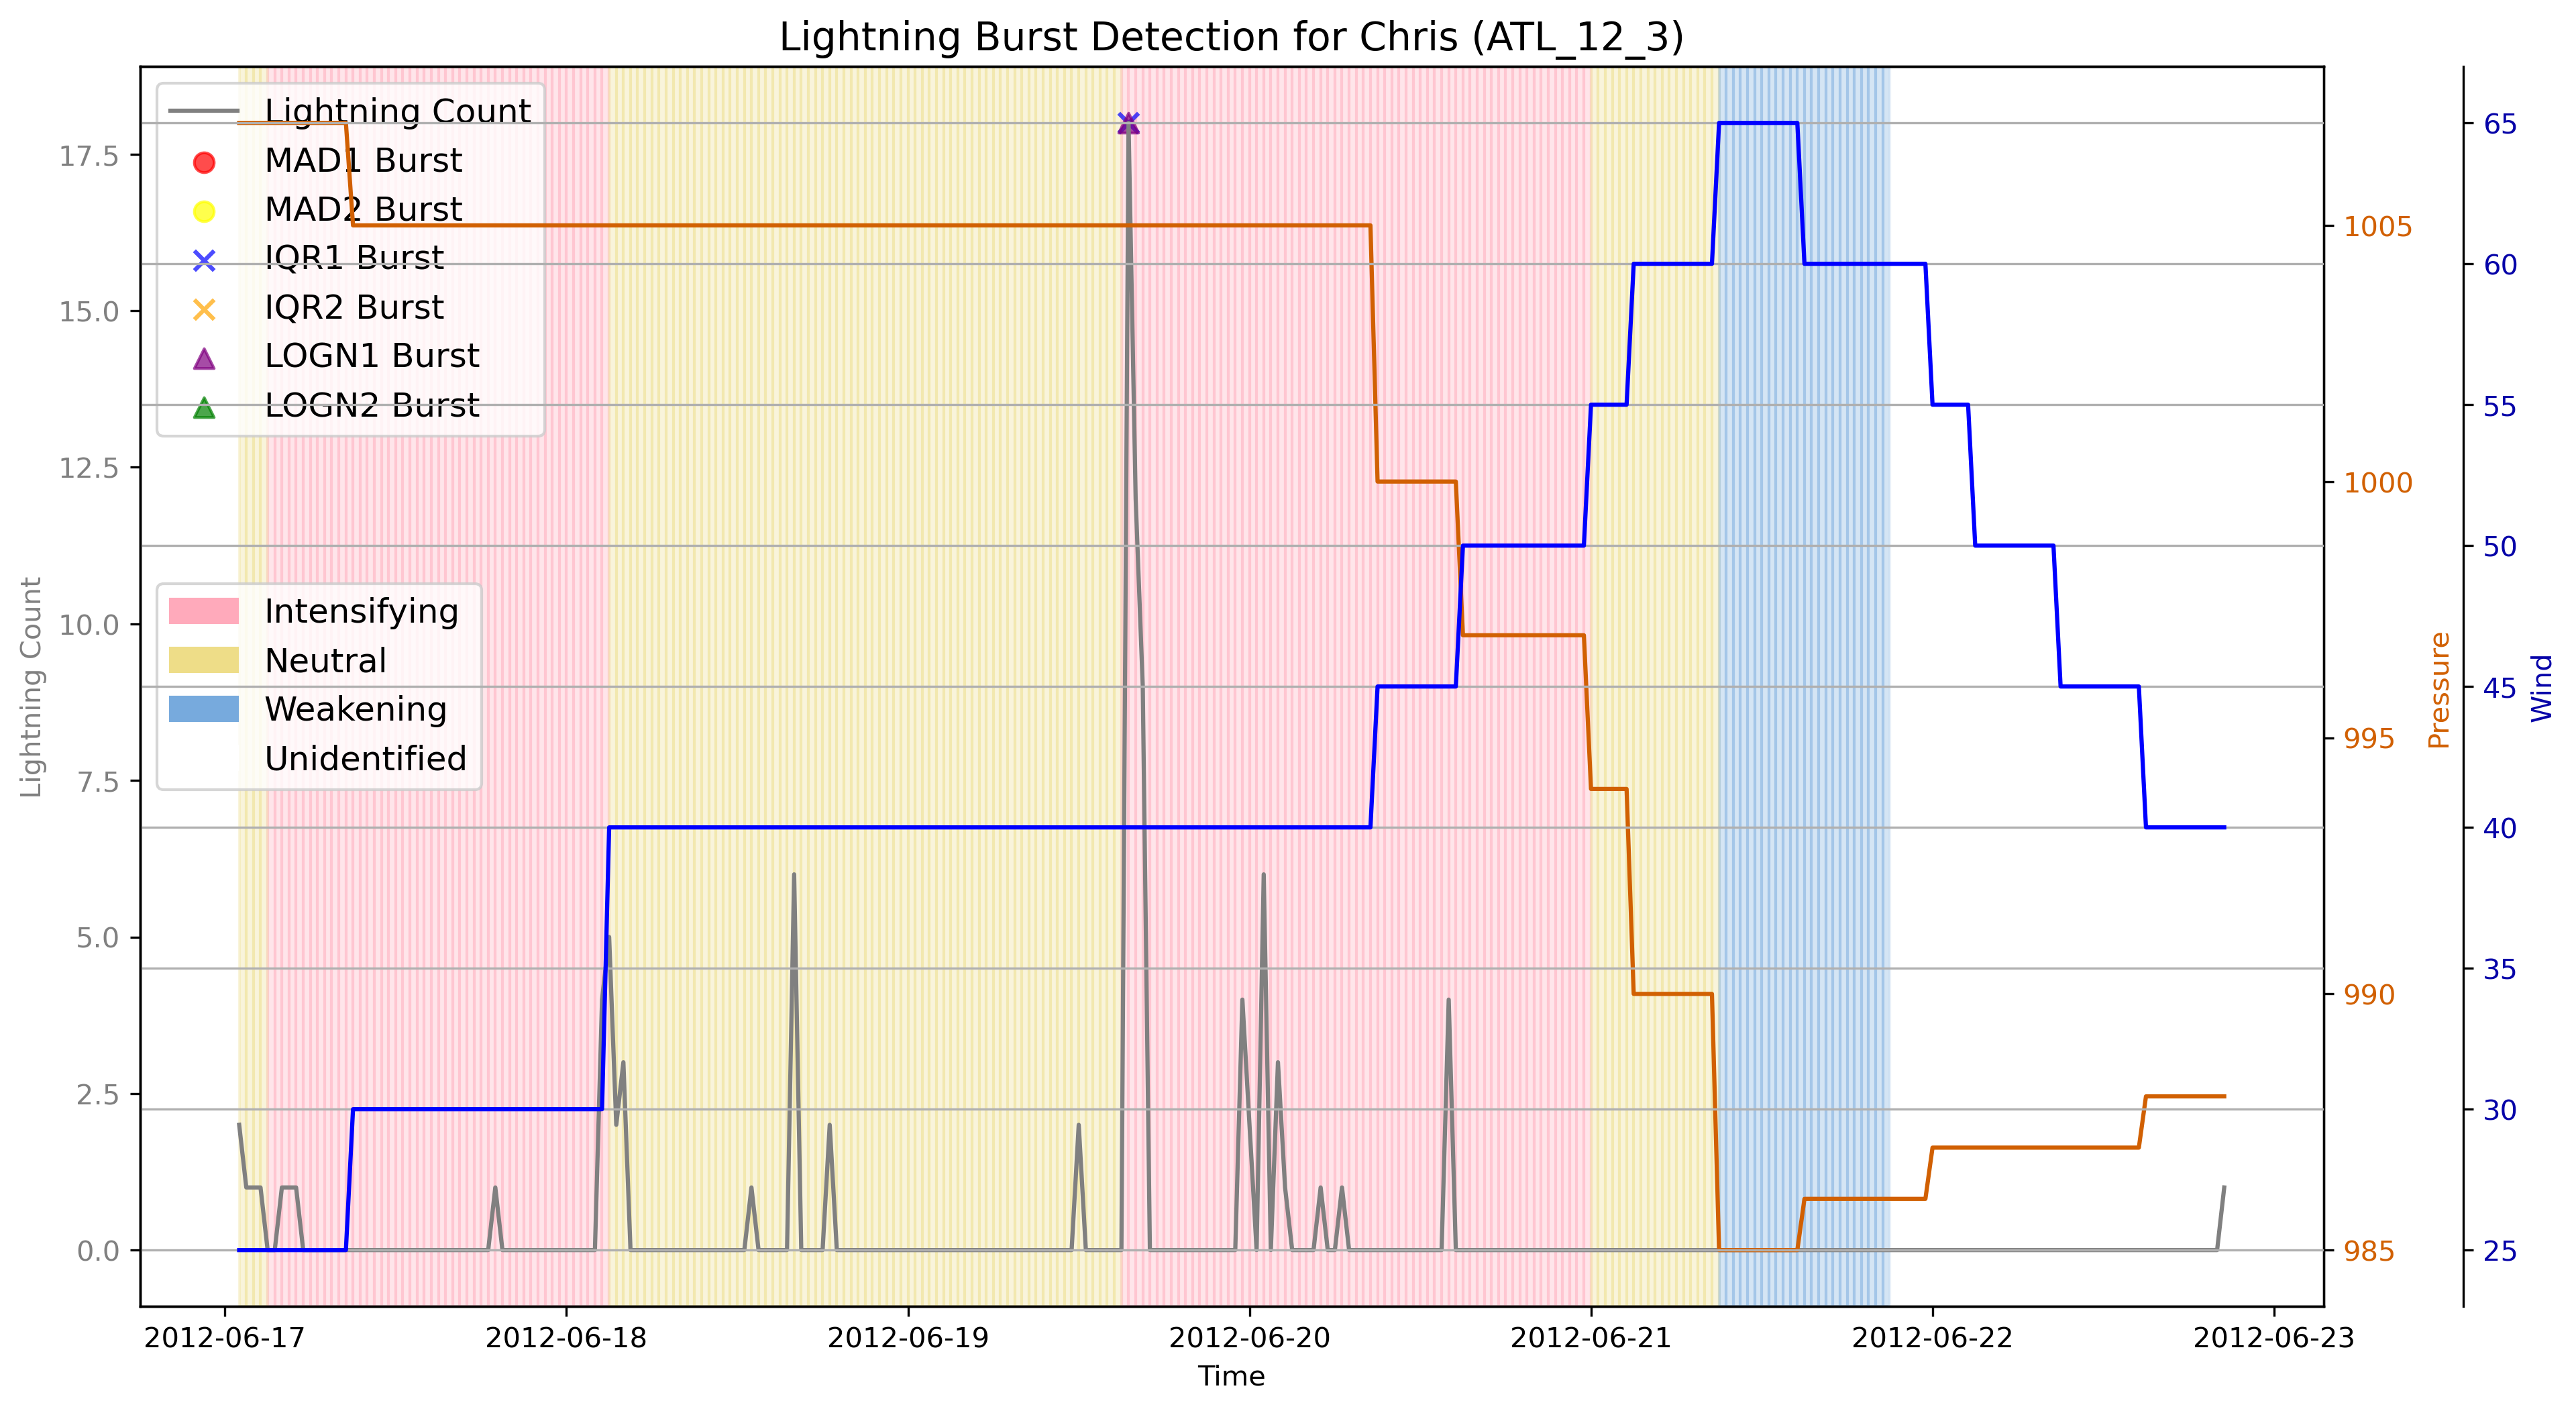 Lightning Burst Detection for Chris (ATL_12_3)
Lightning Count
MAD1 Burst
MAD2 Burst
IQR1 Burst
IQR2 Burst
LOGN1 Burst
LOGN2 Burst
Intensifying
Neutral
Weakening
Unidentified
Lightning Count
17.5
15.0
12.5
10.0
7.5
5.0
2.5
0.0
1005
1000
995
990
985
Pressure
65
60
55
50
45
40
35
30
25
Wind
2012-06-17 2012-06-18 2012-06-19 2012-06-20 2012-06-21 2012-06-22 2012-06-23
Time